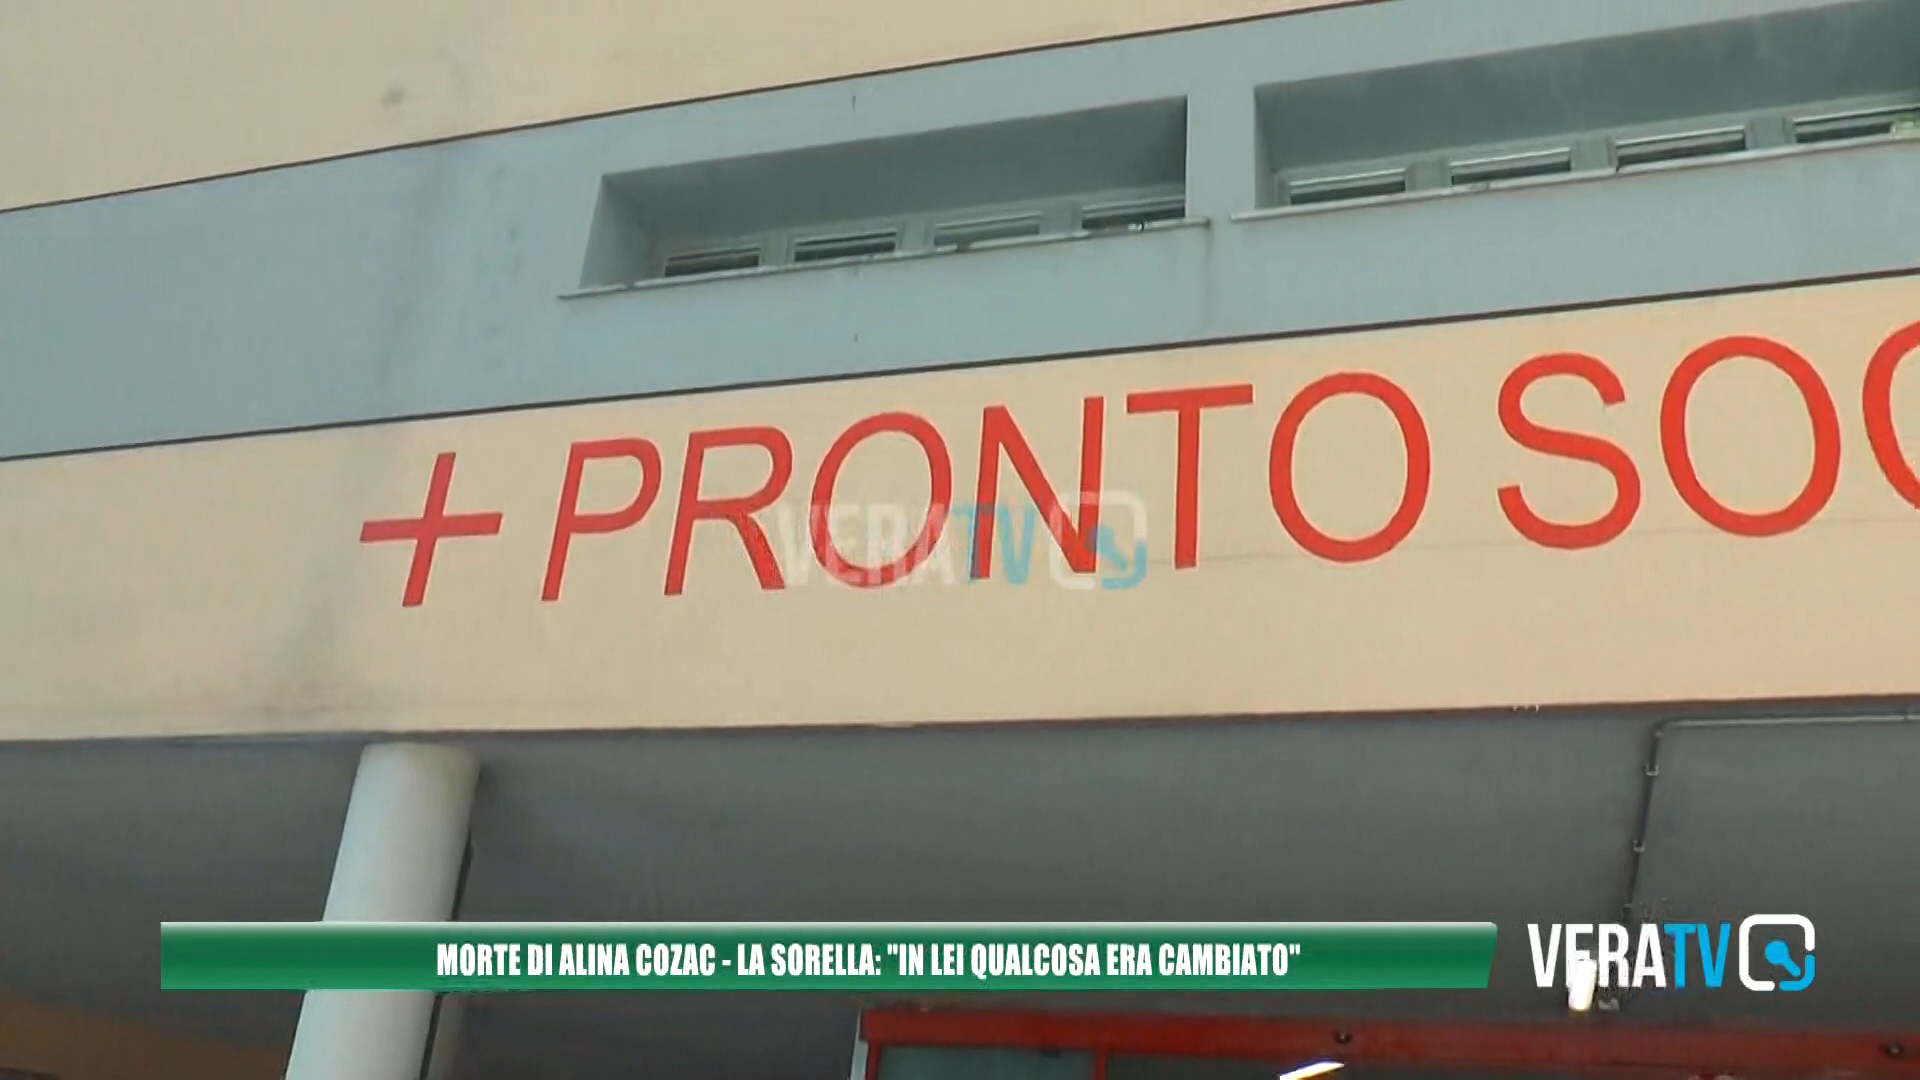 + PRONTO SOC
VERATV
MORTE DI ALINA COZAC - LA SORELLA: "IN LEI QUALCOSA ERA CAMBIATO"
VERATV